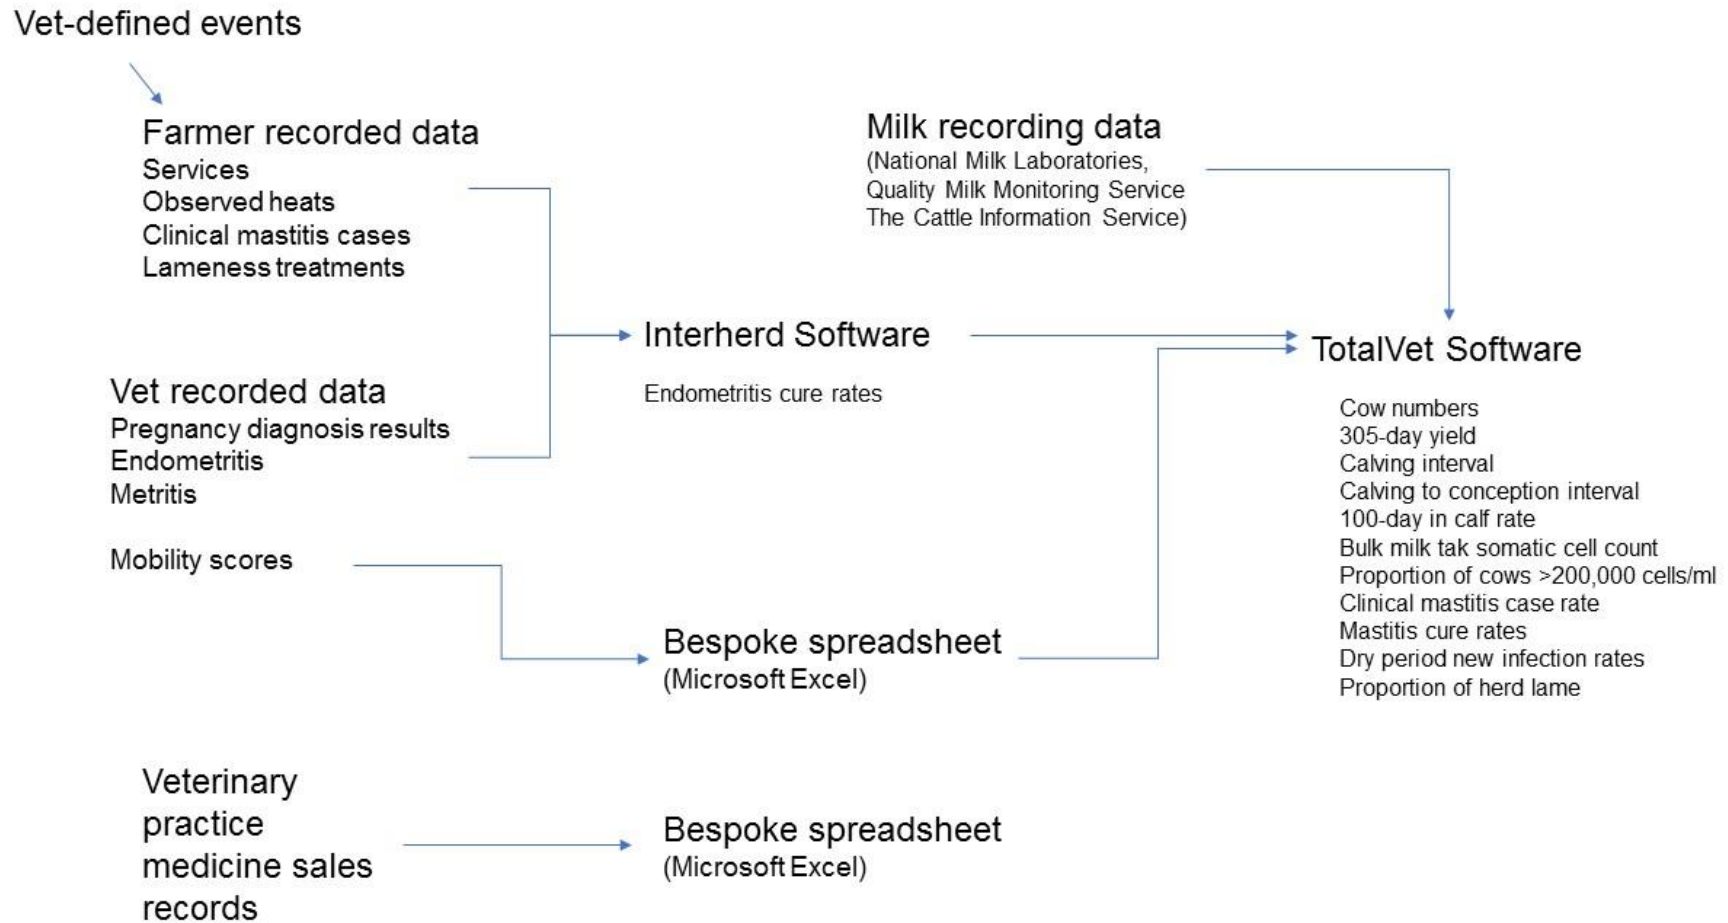 Vet-defined events
Farmer recorded data
Services
Observed heats
Clinical mastitis cases
Lameness treatments
Milk recording data
(National Milk Laboratories,
Quality Milk Monitoring Service
The Cattle Information Service)
Vet recorded data
Pregnancy diagnosis results
Endometritis
Metritis
Mobility scores
Interherd Software
Endometritis cure rates
TotalVet Software
Cow numbers
305-day yield
Calving interval
Calving to conception interval
100-day in calf rate
Bulk milk tak somatic cell count
Proportion of cows >200,000 cells/ml
Clinical mastitis case rate
Mastitis cure rates
Dry period new infection rates
Proportion of herd lame
Bespoke spreadsheet
(Microsoft Excel)
Veterinary
practice
medicine sales
records
Bespoke spreadsheet
(Microsoft Excel)